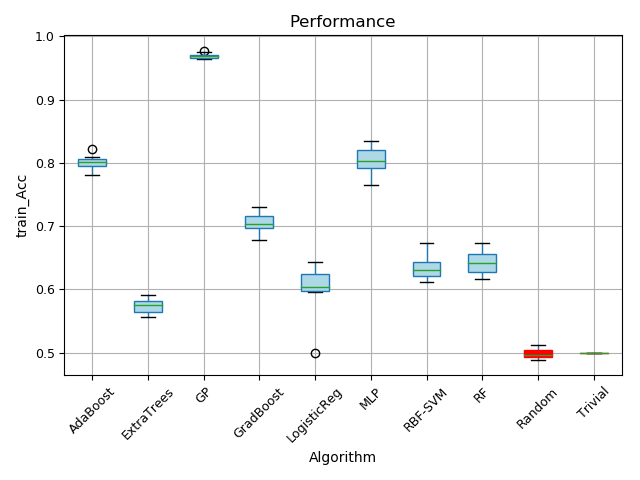 Performance
1.0
0.9
0.8
0.7
0.6
0.5
train_Acc
AdaBoost
ExtraTrees
GP
GradBoost
LogisticReg
MLP
RBF-SVM
RF
Random
Trivial
Algorithm